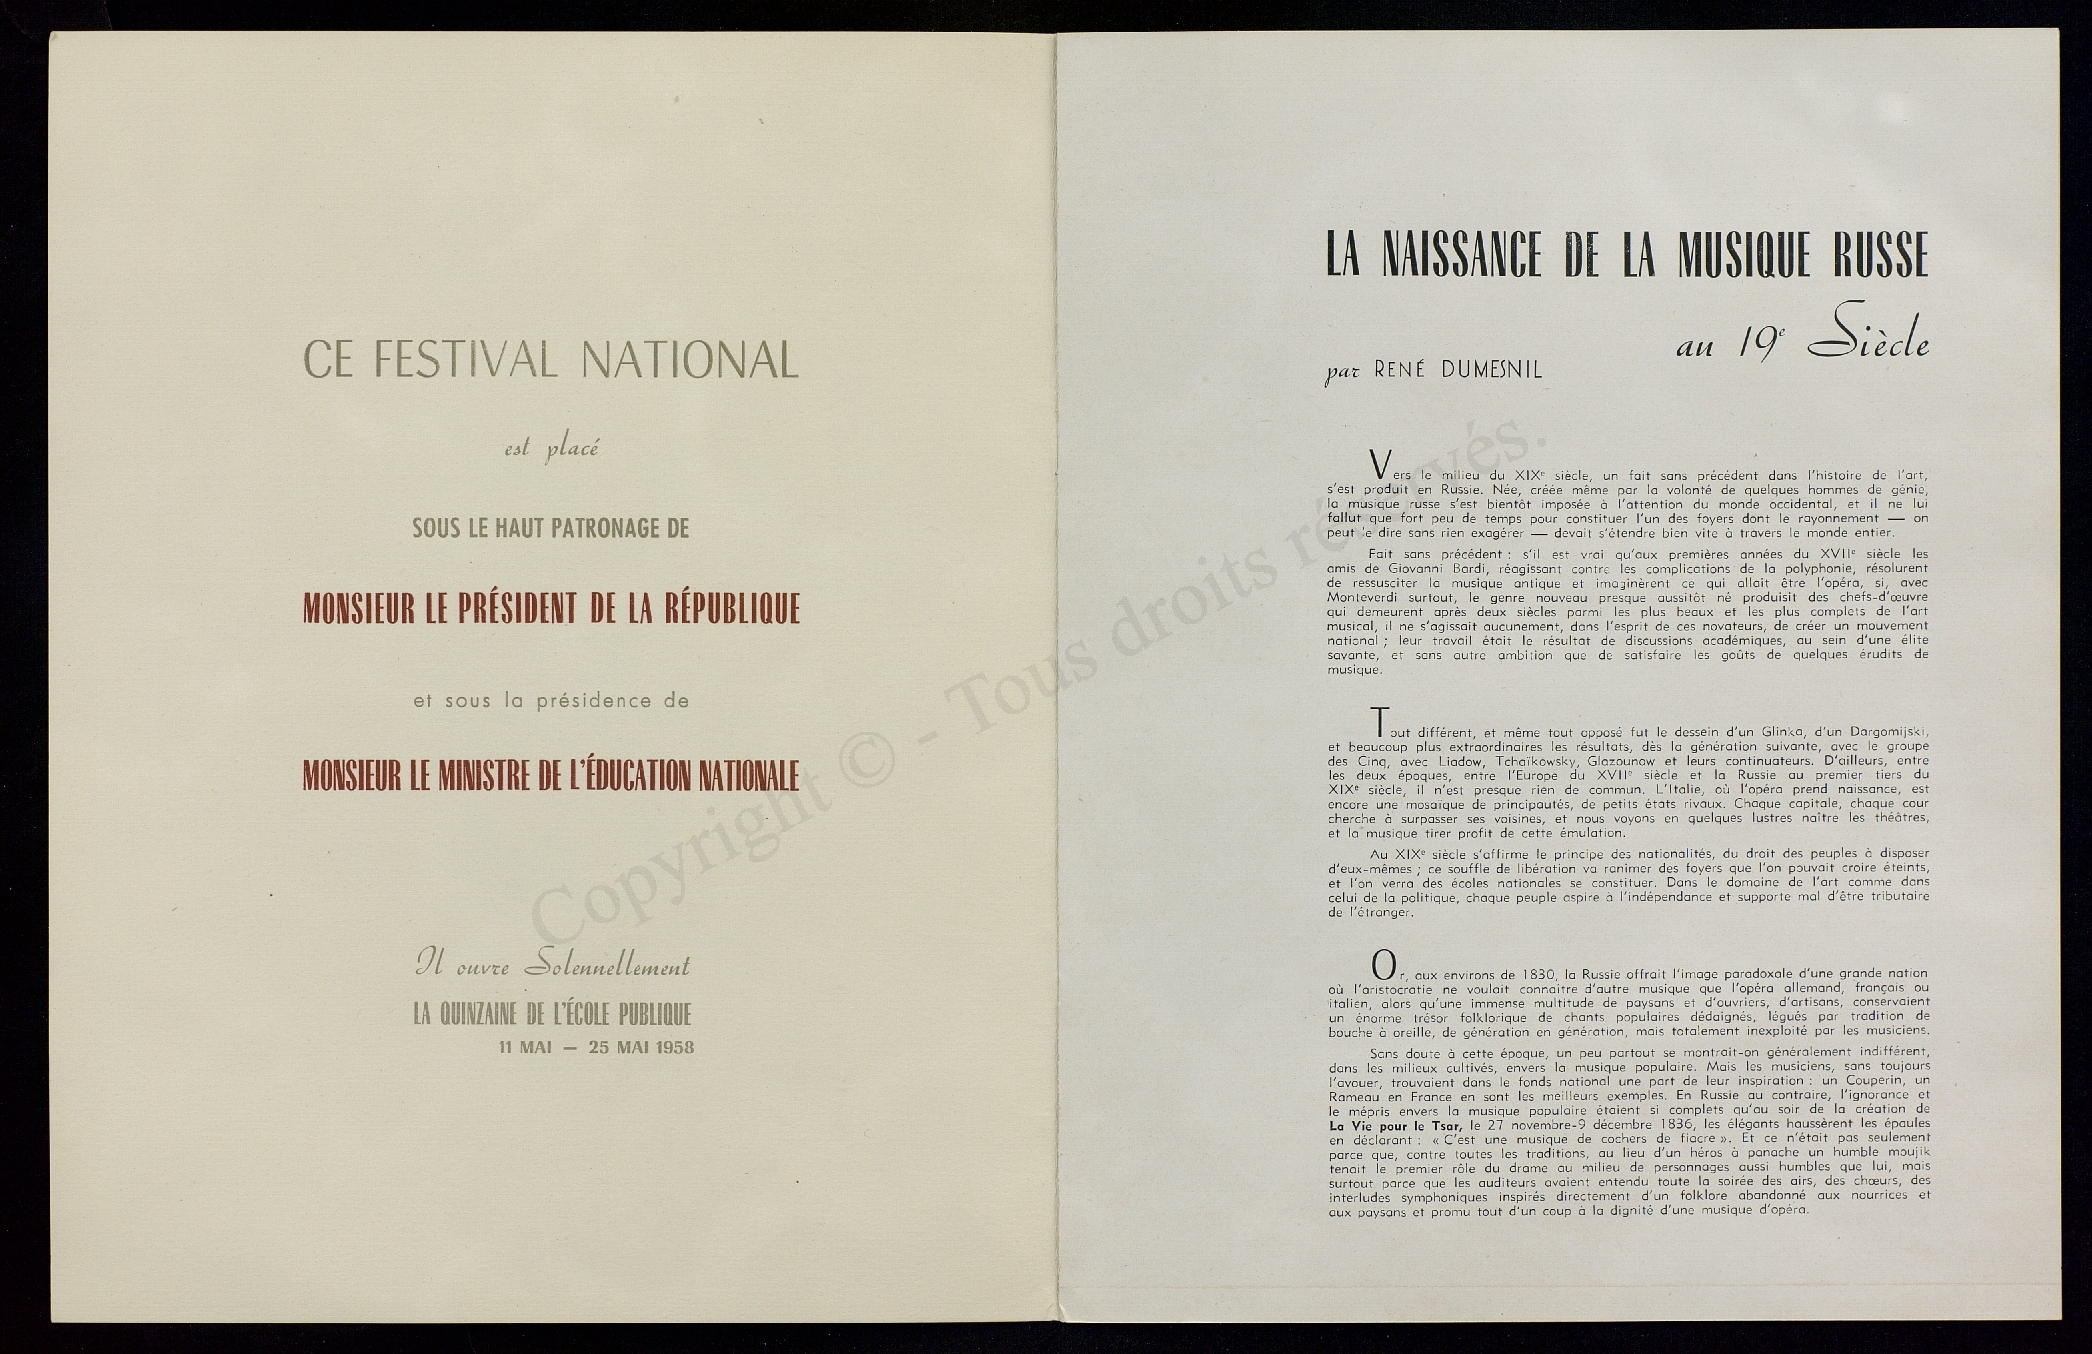 CE FESTIVAL NATIONAL
est placé
SOUS LE HAUT PATRONAGE DE
MONSIEUR LE PRÉSIDENT DE LA RÉPUBLIQUE
et sous la présidence de
MONSIEUR LE MINISTRE DE L'ÉDUCATION NATIONALE
Il ouvre Solennellement
LA QUINZAINE DE L'ÉCOLE PUBLIQUE
11 MAI — 25 MAI 1958
LA NAISSANCE DE LA MUSIQUE RUSSE
au 19e Siècle
par RENÉ DUMESNIL
Vers le milieu du XIXe siècle, un fait sans précédent dans l'histoire de l'art,
s'est produit en Russie. Née, créée même par la volonté de quelques hommes de génie,
la musique russe s'est bientôt imposée à l'attention du monde occidental, et il ne lui
fallut que fort peu de temps pour constituer l'un des foyers dont le rayonnement — on
peut le dire sans rien exagérer — devait s'étendre bien vite à travers le monde entier.
Fait sans précédent : s'il est vrai qu'aux premières années du XVIIe siècle les
amis de Giovanni Bardi, réagissant contre les complications de la polyphonie, résolurent
de ressusciter la musique antique et imaginèrent ce qui allait être l'opéra, si, avec
Monteverdi surtout, le genre nouveau presque aussitôt né produisit des chefs-d'œuvre
qui demeurent après deux siècles parmi les plus beaux et les plus complets de l'art
musical, il ne s'agissait aucunement, dans l'esprit de ces novateurs, de créer un mouvement
national ; leur travail était le résultat de discussions académiques, au sein d'une élite
savante, et sans autre ambition que de satisfaire les goûts de quelques érudits de
musique.
Tout différent, et même tout opposé fut le dessein d'un Glinka, d'un Dargomijski,
et beaucoup plus extraordinaires les résultats, dès la génération suivante, avec le groupe
des Cinq, avec Liadow, Tchaïkowsky, Glazounow et leurs continuateurs. D'ailleurs, entre
les deux époques, entre l'Europe du XVIIe siècle et la Russie au premier tiers du
XIXe siècle, il n'est presque rien de commun. L'Italie, où l'opéra prend naissance, est
encore une mosaïque de principautés, de petits états rivaux. Chaque capitale, chaque cour
cherche à surpasser ses voisines, et nous voyons en quelques lustres naître les théâtres,
et la musique tirer profit de cette émulation.
Au XIXe siècle s'affirme le principe des nationalités, du droit des peuples à disposer
d'eux-mêmes ; ce souffle de libération va ranimer des foyers que l'on pouvait croire éteints,
et l'on verra des écoles nationales se constituer. Dans le domaine de l'art comme dans
celui de la politique, chaque peuple aspire à l'indépendance et supporte mal d'être tributaire
de l'étranger.
Or, aux environs de 1830, la Russie offrait l'image paradoxale d'une grande nation
où l'aristocratie ne voulait connaître d'autre musique que l'opéra allemand, français ou
italien, alors qu'une immense multitude de paysans et d'ouvriers, d'artisans, conservaient
un énorme trésor folklorique de chants populaires dédaignés, légués par tradition de
bouche à oreille, de génération en génération, mais totalement inexploité par les musiciens.
Sans doute à cette époque, un peu partout se montrait-on généralement indifférent,
dans les milieux cultivés, envers la musique populaire. Mais les musiciens, sans toujours
l'avouer, trouvaient dans le fonds national une part de leur inspiration : un Couperin, un
Rameau en France en sont les meilleurs exemples. En Russie au contraire, l'ignorance et
le mépris envers la musique populaire étaient si complets qu'au soir de la création de
La Vie pour le Tsar, le 27 novembre-9 décembre 1836, les élégants haussèrent les épaules
en déclarant : « C'est une musique de cochers de fiacre ». Et ce n'était pas seulement
parce que, contre toutes les traditions, au lieu d'un héros à panache un humble moujik
tenait le premier rôle du drame au milieu de personnages aussi humbles que lui, mais
surtout parce que les auditeurs avaient entendu toute la soirée des airs, des chœurs, des
interludes symphoniques inspirés directement d'un folklore abandonné aux nourrices et
aux paysans et promu tout d'un coup à la dignité d'une musique d'opéra.
Copyright © - Tous droits réservés.